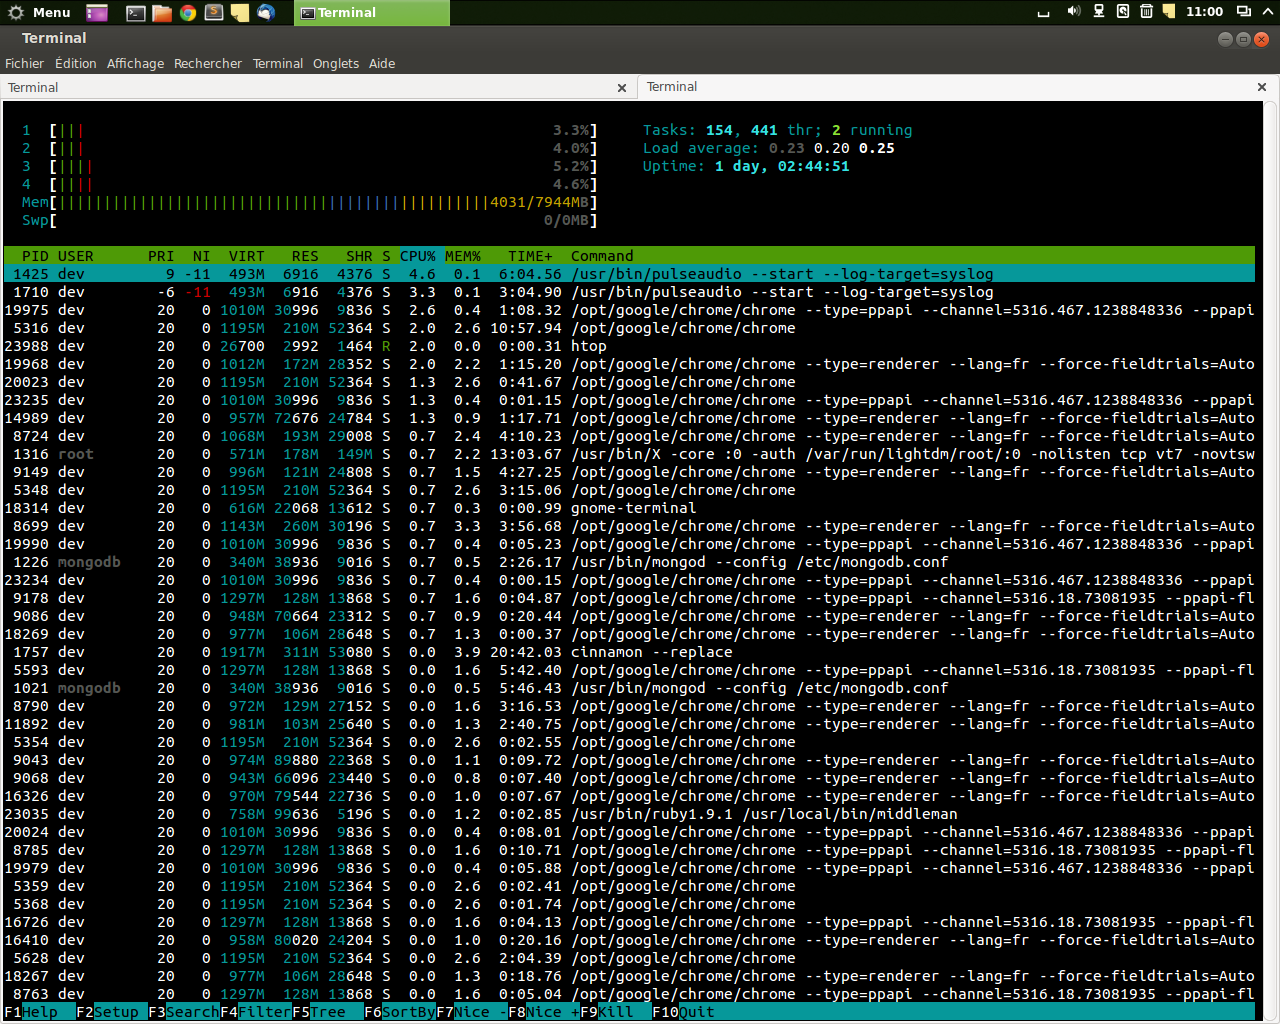 Menu Terminal 11:00
Terminal
Fichier Édition Affichage Rechercher Terminal Onglets Aide
Terminal × Terminal ×
1 [||| 3.3%] Tasks: 154, 441 thr; 2 running
2 [||| 4.0%] Load average: 0.23 0.20 0.25
3 [|||| 5.2%] Uptime: 1 day, 02:44:51
4 [|||| 4.6%]
Mem[||||||||||||||||||||||||||||||||||||||||||||||||4031/7944MB]
Swp[ 0/0MB]
PID USER PRI NI VIRT RES SHR S CPU% MEM% TIME+ Command
1425 dev 9 -11 493M 6916 4376 S 4.6 0.1 6:04.56 /usr/bin/pulseaudio --start --log-target=syslog
1710 dev -6 -11 493M 6916 4376 S 3.3 0.1 3:04.90 /usr/bin/pulseaudio --start --log-target=syslog
19975 dev 20 0 1010M 30996 9836 S 2.6 0.4 1:08.32 /opt/google/chrome/chrome --type=ppapi --channel=5316.467.1238848336 --ppapi
5316 dev 20 0 1195M 210M 52364 S 2.0 2.6 10:57.94 /opt/google/chrome/chrome
23988 dev 20 0 26700 2992 1464 R 2.0 0.0 0:00.31 htop
19968 dev 20 0 1012M 172M 28352 S 2.0 2.2 1:15.20 /opt/google/chrome/chrome --type=renderer --lang=fr --force-fieldtrials=Auto
20023 dev 20 0 1195M 210M 52364 S 1.3 2.6 0:41.67 /opt/google/chrome/chrome
23235 dev 20 0 1010M 30996 9836 S 1.3 0.4 0:01.15 /opt/google/chrome/chrome --type=ppapi --channel=5316.467.1238848336 --ppapi
14989 dev 20 0 957M 72676 24784 S 1.3 0.9 1:17.71 /opt/google/chrome/chrome --type=renderer --lang=fr --force-fieldtrials=Auto
8724 dev 20 0 1068M 193M 29008 S 0.7 2.4 4:10.23 /opt/google/chrome/chrome --type=renderer --lang=fr --force-fieldtrials=Auto
1316 root 20 0 571M 178M 149M S 0.7 2.2 13:03.67 /usr/bin/X -core :0 -auth /var/run/lightdm/root/:0 -nolisten tcp vt7 -novtsw
9149 dev 20 0 996M 121M 24808 S 0.7 1.5 4:27.25 /opt/google/chrome/chrome --type=renderer --lang=fr --force-fieldtrials=Auto
5348 dev 20 0 1195M 210M 52364 S 0.7 2.6 3:15.06 /opt/google/chrome/chrome
18314 dev 20 0 616M 22068 13612 S 0.7 0.3 0:00.99 gnome-terminal
8699 dev 20 0 1143M 260M 30196 S 0.7 3.3 3:56.68 /opt/google/chrome/chrome --type=renderer --lang=fr --force-fieldtrials=Auto
19990 dev 20 0 1010M 30996 9836 S 0.7 0.4 0:05.23 /opt/google/chrome/chrome --type=ppapi --channel=5316.467.1238848336 --ppapi
1226 mongodb 20 0 340M 38936 9016 S 0.7 0.5 2:26.17 /usr/bin/mongod --config /etc/mongodb.conf
23234 dev 20 0 1010M 30996 9836 S 0.7 0.4 0:00.15 /opt/google/chrome/chrome --type=ppapi --channel=5316.467.1238848336 --ppapi
9178 dev 20 0 1297M 128M 13868 S 0.7 1.6 0:04.87 /opt/google/chrome/chrome --type=ppapi --channel=5316.18.73081935 --ppapi-fl
9086 dev 20 0 948M 70664 23312 S 0.7 0.9 0:20.44 /opt/google/chrome/chrome --type=renderer --lang=fr --force-fieldtrials=Auto
18269 dev 20 0 977M 106M 28648 S 0.7 1.3 0:00.37 /opt/google/chrome/chrome --type=renderer --lang=fr --force-fieldtrials=Auto
1757 dev 20 0 1917M 311M 53080 S 0.0 3.9 20:42.03 cinnamon --replace
5593 dev 20 0 1297M 128M 13868 S 0.0 1.6 5:42.40 /opt/google/chrome/chrome --type=ppapi --channel=5316.18.73081935 --ppapi-fl
1021 mongodb 20 0 340M 38936 9016 S 0.0 0.5 5:46.43 /usr/bin/mongod --config /etc/mongodb.conf
8790 dev 20 0 972M 129M 27152 S 0.0 1.6 3:16.53 /opt/google/chrome/chrome --type=renderer --lang=fr --force-fieldtrials=Auto
11892 dev 20 0 981M 103M 25640 S 0.0 1.3 2:40.75 /opt/google/chrome/chrome --type=renderer --lang=fr --force-fieldtrials=Auto
5354 dev 20 0 1195M 210M 52364 S 0.0 2.6 0:02.55 /opt/google/chrome/chrome
9043 dev 20 0 974M 89880 22368 S 0.0 1.1 0:09.72 /opt/google/chrome/chrome --type=renderer --lang=fr --force-fieldtrials=Auto
9068 dev 20 0 943M 66096 23440 S 0.0 0.8 0:07.40 /opt/google/chrome/chrome --type=renderer --lang=fr --force-fieldtrials=Auto
16326 dev 20 0 970M 79544 22736 S 0.0 1.0 0:07.67 /opt/google/chrome/chrome --type=renderer --lang=fr --force-fieldtrials=Auto
23035 dev 20 0 758M 99636 5196 S 0.0 1.2 0:02.85 /usr/bin/ruby1.9.1 /usr/local/bin/middleman
20024 dev 20 0 1010M 30996 9836 S 0.0 0.4 0:08.01 /opt/google/chrome/chrome --type=ppapi --channel=5316.467.1238848336 --ppapi
8785 dev 20 0 1297M 128M 13868 S 0.0 1.6 0:10.71 /opt/google/chrome/chrome --type=ppapi --channel=5316.18.73081935 --ppapi-fl
19979 dev 20 0 1010M 30996 9836 S 0.0 0.4 0:05.88 /opt/google/chrome/chrome --type=ppapi --channel=5316.467.1238848336 --ppapi
5359 dev 20 0 1195M 210M 52364 S 0.0 2.6 0:02.41 /opt/google/chrome/chrome
5368 dev 20 0 1195M 210M 52364 S 0.0 2.6 0:01.74 /opt/google/chrome/chrome
16726 dev 20 0 1297M 128M 13868 S 0.0 1.6 0:04.13 /opt/google/chrome/chrome --type=ppapi --channel=5316.18.73081935 --ppapi-fl
16410 dev 20 0 958M 80020 24204 S 0.0 1.0 0:20.16 /opt/google/chrome/chrome --type=renderer --lang=fr --force-fieldtrials=Auto
5628 dev 20 0 1195M 210M 52364 S 0.0 2.6 2:04.39 /opt/google/chrome/chrome
18267 dev 20 0 977M 106M 28648 S 0.0 1.3 0:18.76 /opt/google/chrome/chrome --type=renderer --lang=fr --force-fieldtrials=Auto
8763 dev 20 0 1297M 128M 13868 S 0.0 1.6 0:05.04 /opt/google/chrome/chrome --type=ppapi --channel=5316.18.73081935 --ppapi-fl
F1Help F2Setup F3SearchF4FilterF5Tree F6SortByF7Nice -F8Nice +F9Kill F10Quit